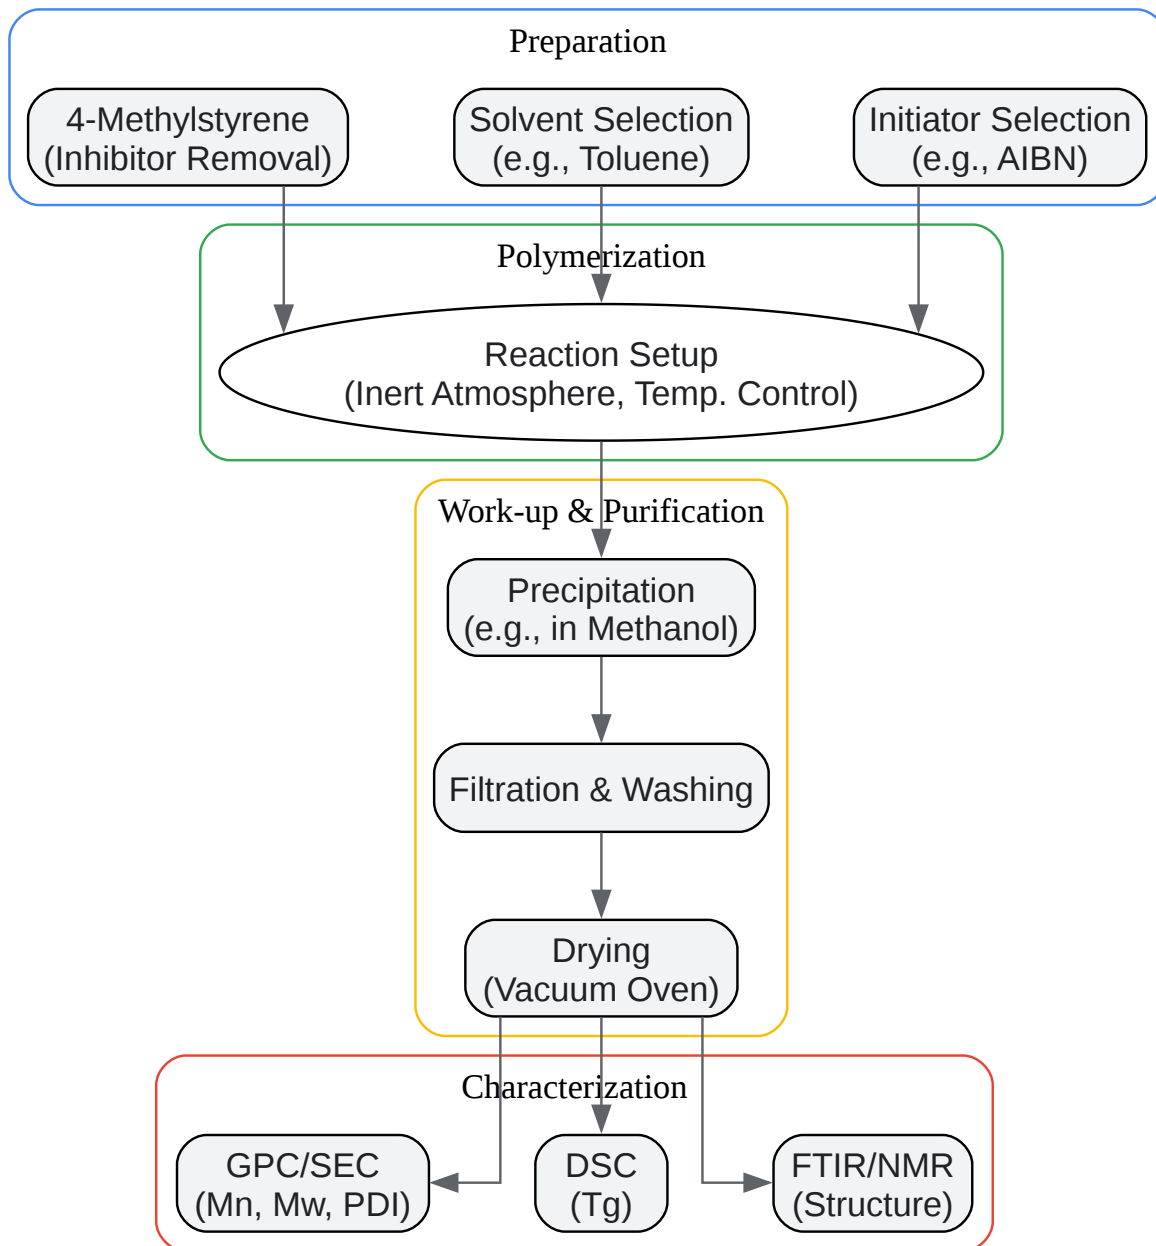 Preparation
4-Methylstyrene
(Inhibitor Removal)
Solvent Selection
(e.g., Toluene)
Initiator Selection
(e.g., AIBN)
Polymerization
Reaction Setup
(Inert Atmosphere, Temp. Control)
Work-up & Purification
Precipitation
(e.g., in Methanol)
Filtration & Washing
Drying
(Vacuum Oven)
Characterization
GPC/SEC
(Mn, Mw, PDI)
DSC
(Tg)
FTIR/NMR
(Structure)